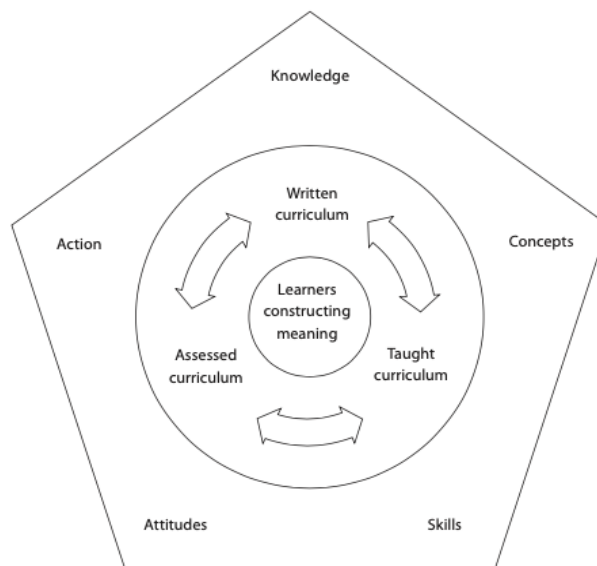 Knowledge
Written
curriculum
Action
Concepts
Learners
constructing
meaning
Assessed
curriculum
Taught
curriculum
Attitudes
Skills